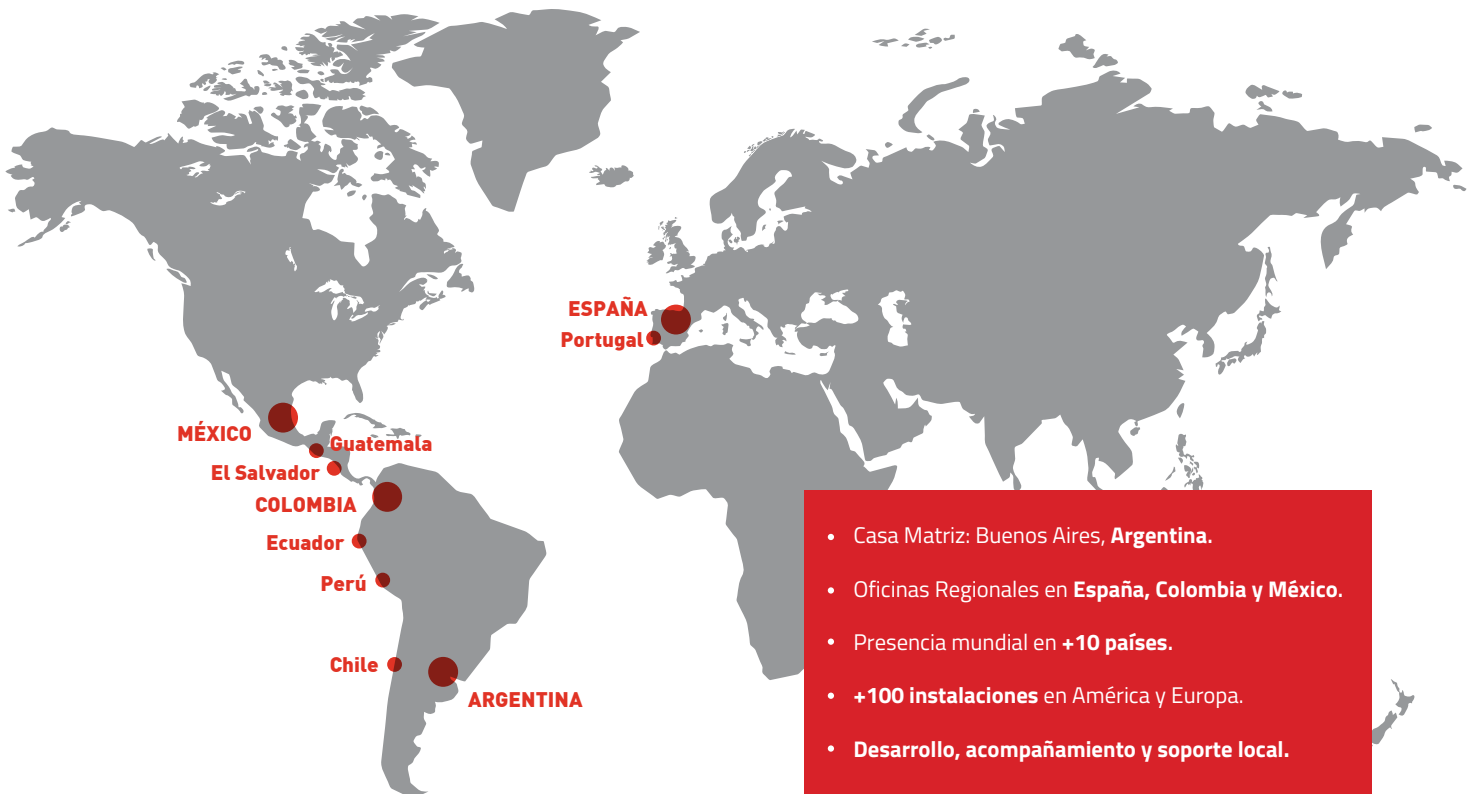 ESPAÑA
Portugal
MÉXICO
Guatemala
El Salvador
COLOMBIA
Ecuador
Perú
Chile
ARGENTINA
• Casa Matriz: Buenos Aires, Argentina.
• Oficinas Regionales en España, Colombia y México.
• Presencia mundial en +10 países.
• +100 instalaciones en América y Europa.
• Desarrollo, acompañamiento y soporte local.